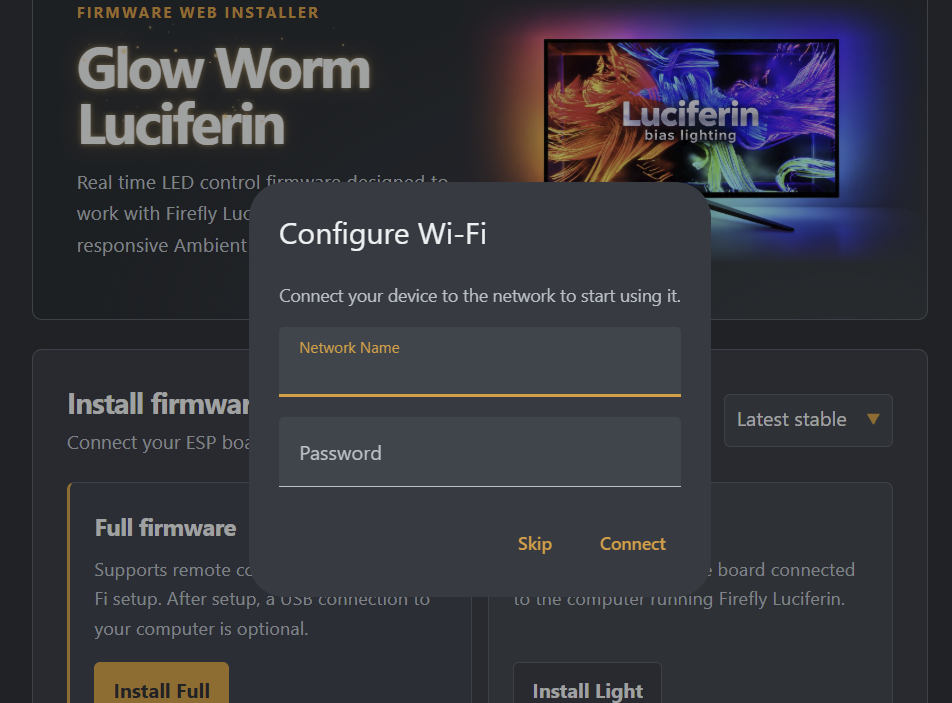 FIRMWARE WEB INSTALLER
Glow Worm
Luciferin
Luciferin
bias lighting
Real time LED control firmware designed to
work with Firefly Luc
responsive Ambient
Configure Wi-Fi
Connect your device to the network to start using it.
Network Name
Password
Skip
Connect
Install firmwar
Connect your ESP boa
Latest stable
Full firmware
Supports remote co
Fi setup. After setup, a USB connection to
your computer is optional.
Install Full
e board connected
to the computer running Firefly Luciferin.
Install Light